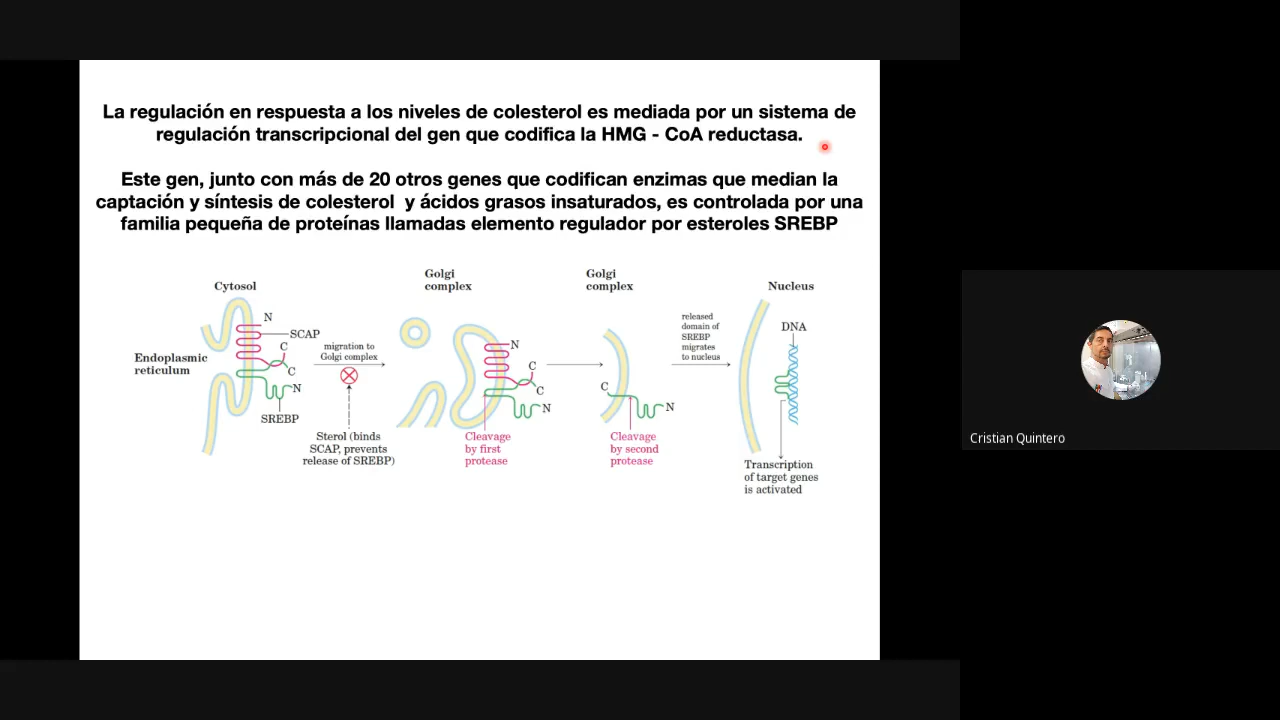 La regulación en respuesta a los niveles de colesterol es mediada por un sistema de
regulación transcripcional del gen que codifica la HMG - CoA reductasa.
Este gen, junto con más de 20 otros genes que codifican enzimas que median la
captación y síntesis de colesterol y ácidos grasos insaturados, es controlada por una
familia pequeña de proteínas llamadas elemento regulador por esteroles SREBP
Cytosol
Golgi
complex
Golgi
complex
Nucleus
N
SCAP
C
C
N
SREBP
Endoplasmic
reticulum
migration to
Golgi complex
Sterol (binds
SCAP, prevents
release of SREBP)
N
C
C
N
Cleavage
by first
protease
C
N
Cleavage
by second
protease
released
domain of
SREBP
migrates
to nucleus
DNA
Transcription
of target genes
is activated
Cristian Quintero